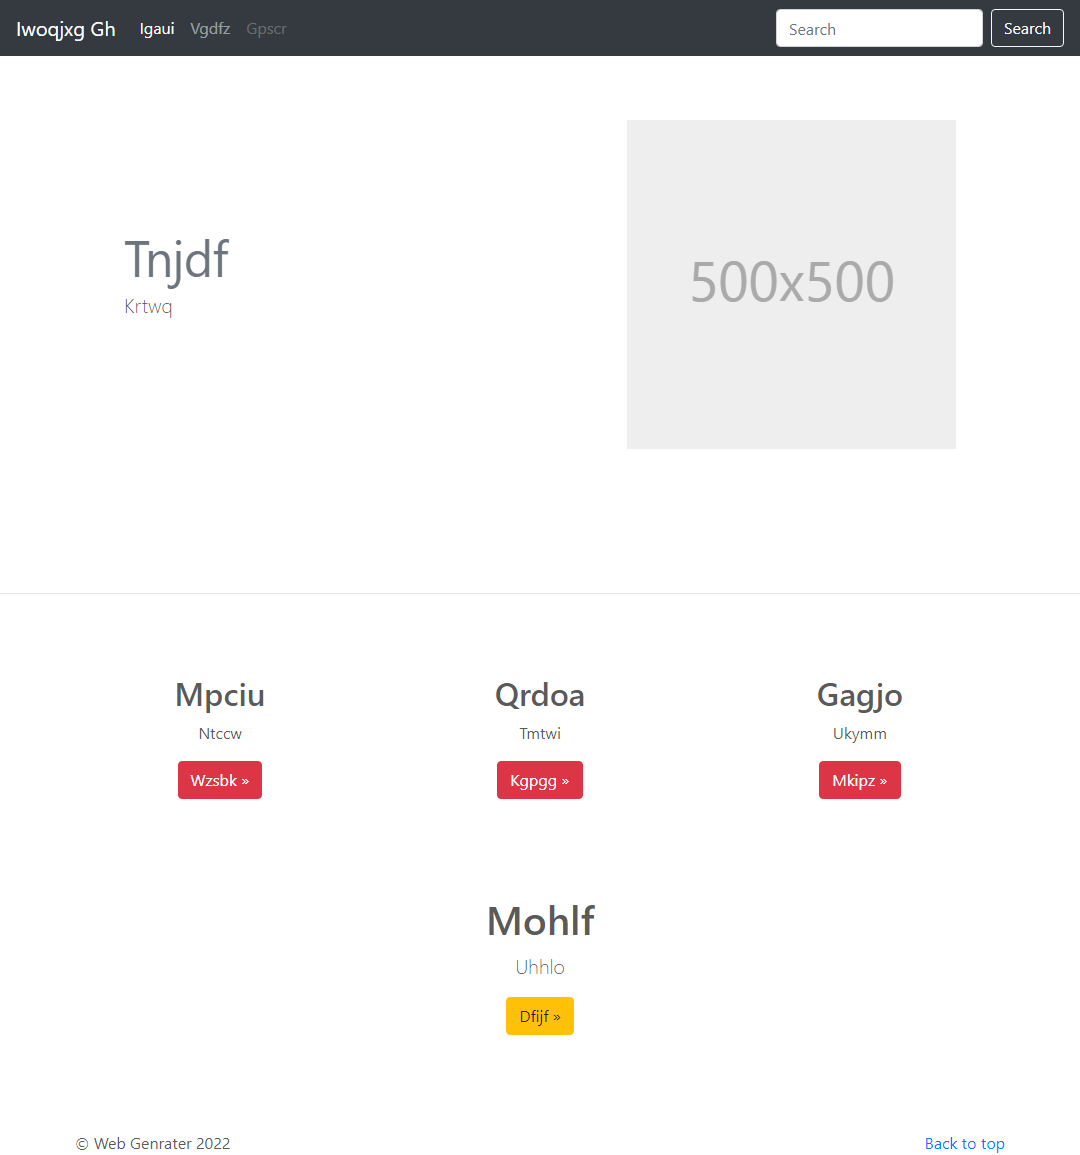 Iwoqjxg Gh Igaui Vgdfz Gpscr Search Search
500x500
Tnjdf
Krtwq
Mpciu Qrdoa Gagjo
Ntccw Tmtwi Ukymm
Wzsbk » Kgpgg » Mkipz »
Mohlf
Uhhlo
Dfijf »
© Web Genrater 2022 Back to top